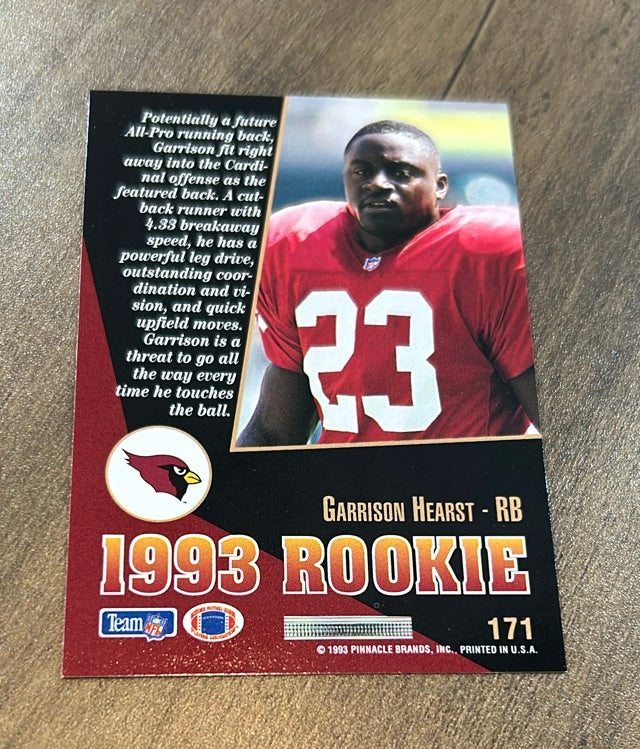 Potentially a future
All-Pro running back,
Garrison fit right
away into the Cardi-
nal offense as the
featured back. A cut-
back runner with
4.33 breakaway
speed, he has a
powerful leg drive,
outstanding coor-
dination and vi-
sion, and quick
upfield moves.
Garrison is a
threat to go all
the way every
time he touches
the ball.
23
GARRISON HEARST - RB
1993 ROOKIE
Team NFL
171
© 1993 PINNACLE BRANDS, INC., PRINTED IN U.S.A.